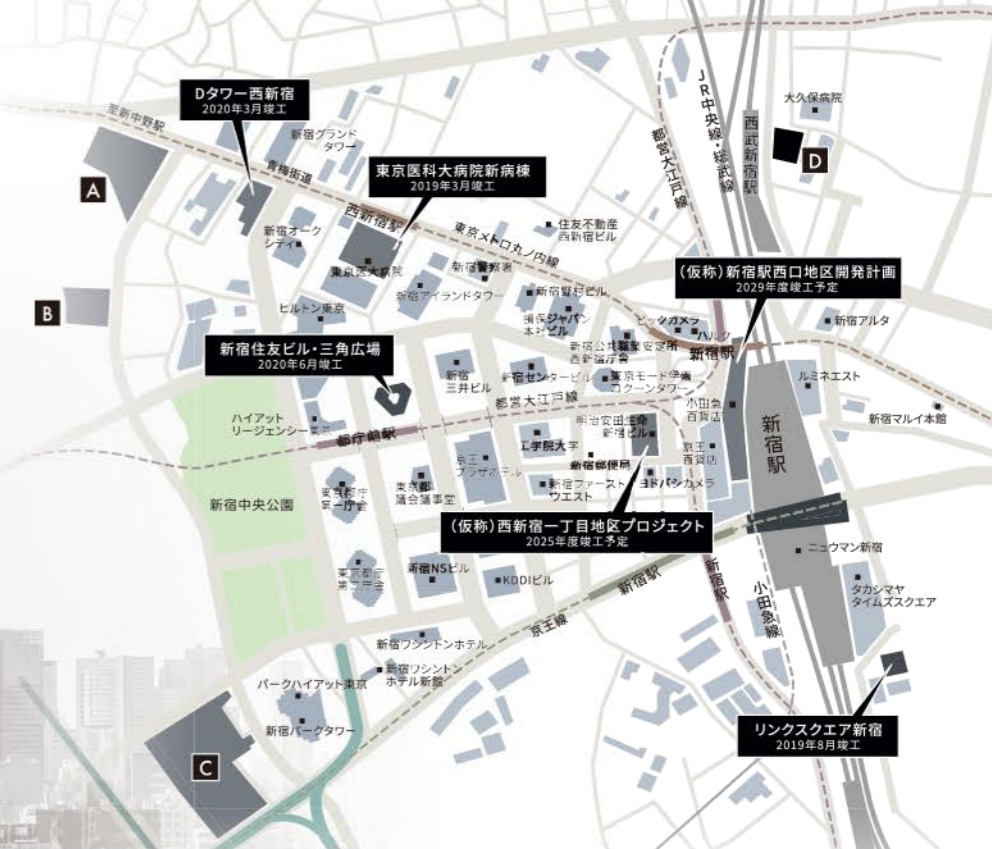 Dタワー西新宿
2020年3月竣工
大久保病院
至新中野駅
新宿グランド
タワー
JR中央線・総武線
西武新宿駅
都営大江戸線
D
A
青梅街道
東京医科大病院新病棟
2019年3月竣工
西新宿駅
東京メトロ丸ノ内線
住友不動産
西新宿ビル
新宿オーク
シティ
東京医大病院
新宿警察署
新宿アイランドタワー
(仮称)新宿駅西口地区開発計画
2029年度竣工予定
B
ヒルトン東京
新宿野村ビル
損保ジャパン
本社ビル
ビックカメラ
ハルク
新宿アルタ
新宿公共職業安定所
西新宿庁舎
新宿駅
新宿住友ビル・三角広場
2020年6月竣工
新宿
三井ビル
新宿センタービル
東京モード学園
コクーンタワー
ルミネエスト
都営大江戸線
小田急
百貨店
新宿マルイ本館
ハイアット
リージェンシー東京
都庁前駅
工学院大学
明治安田生命
新宿ビル
新宿駅
京王
百貨店
京王
プラザホテル
新宿郵便局
新宿中央公園
東京都庁
第一庁舎
東京都
議会議事堂
新宿ファースト
ウエスト
ヨドバシカメラ
(仮称)西新宿一丁目地区プロジェクト
2025年度竣工予定
ニュウマン新宿
東京都庁
第二庁舎
新宿NSビル
KDDIビル
新宿駅
新宿駅
小田急線
タカシマヤ
タイムズスクエア
京王線
新宿ワシントンホテル
新宿ワシントン
ホテル新館
パークハイアット東京
新宿パークタワー
リンクスクエア新宿
2019年8月竣工
C